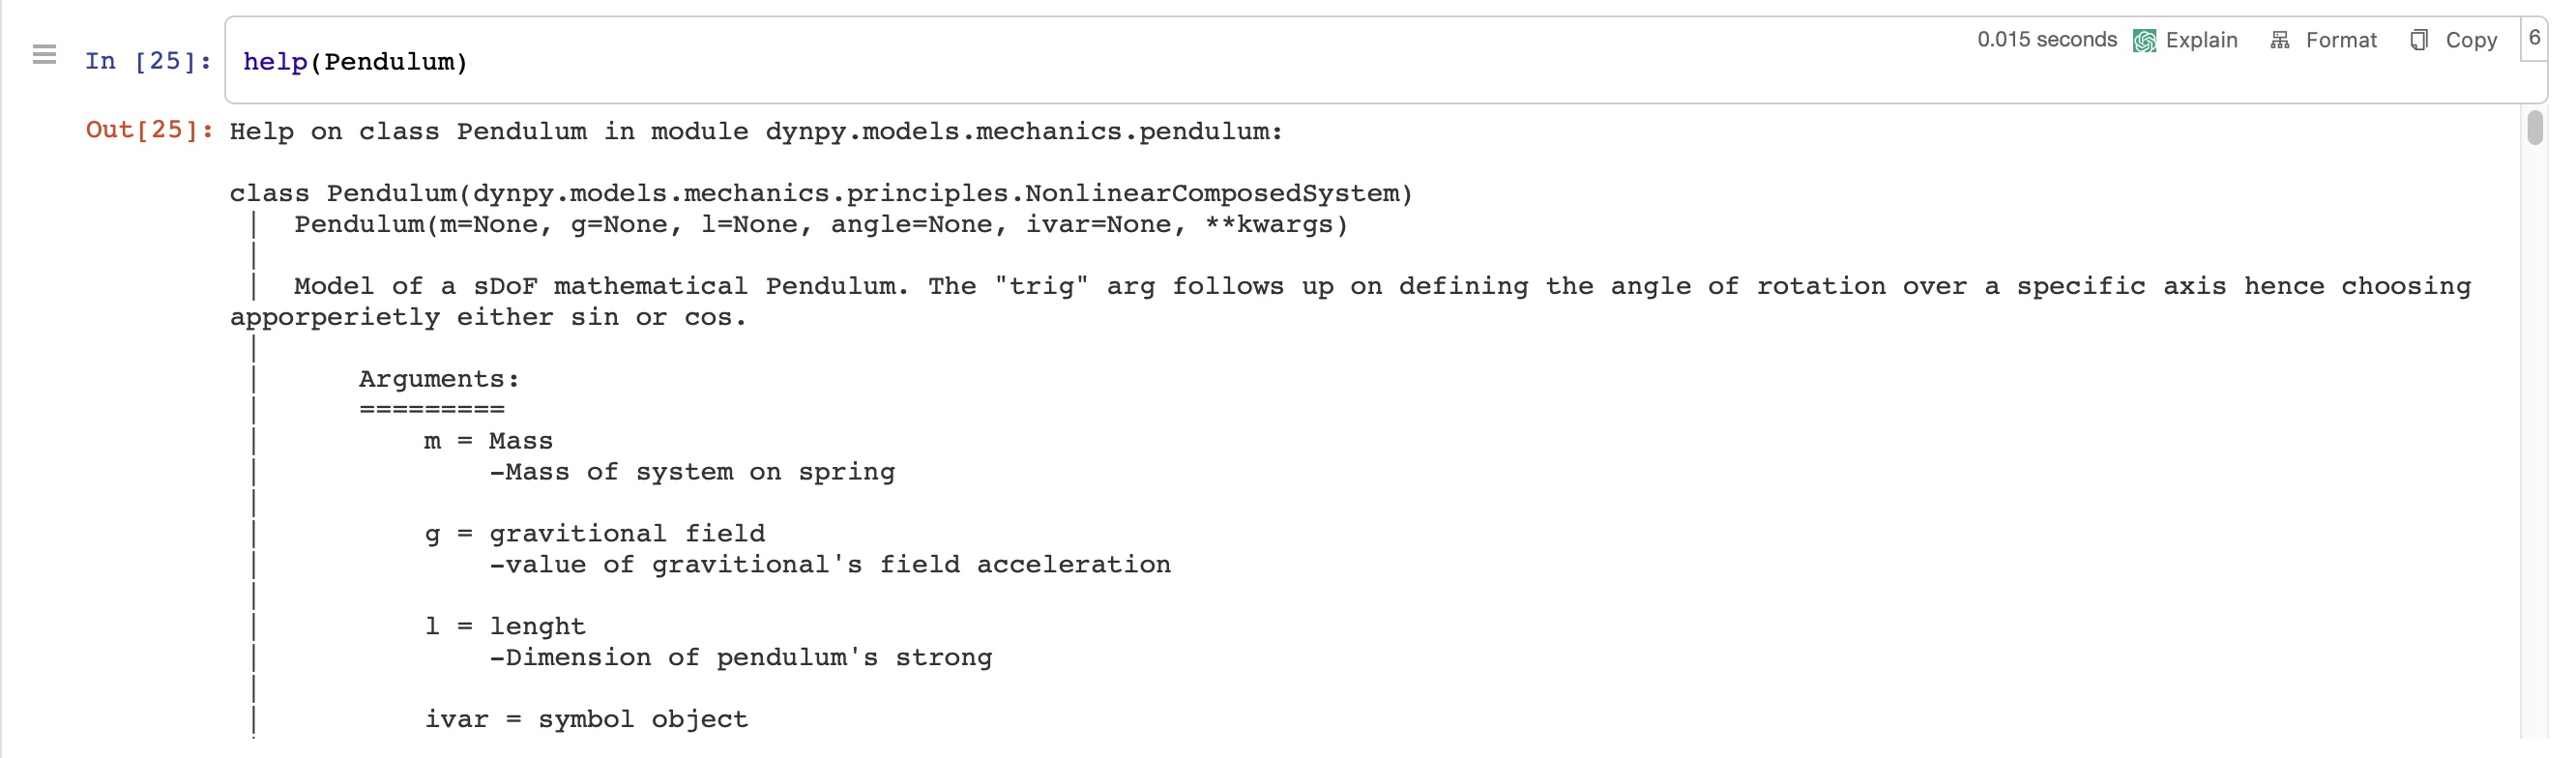 In [25]: help(Pendulum)
0.015 seconds Explain Format Copy 6
Out[25]: Help on class Pendulum in module dynpy.models.mechanics.pendulum:
class Pendulum(dynpy.models.mechanics.principles.NonlinearComposedSystem)
| Pendulum(m=None, g=None, l=None, angle=None, ivar=None, **kwargs)
|
| Model of a sDoF mathematical Pendulum. The "trig" arg follows up on defining the angle of rotation over a specific axis hence choosing
apporperietly either sin or cos.
|
| Arguments:
| =========
| m = Mass
| -Mass of system on spring
|
| g = gravitional field
| -value of gravitional's field acceleration
|
| l = lenght
| -Dimension of pendulum's strong
|
| ivar = symbol object